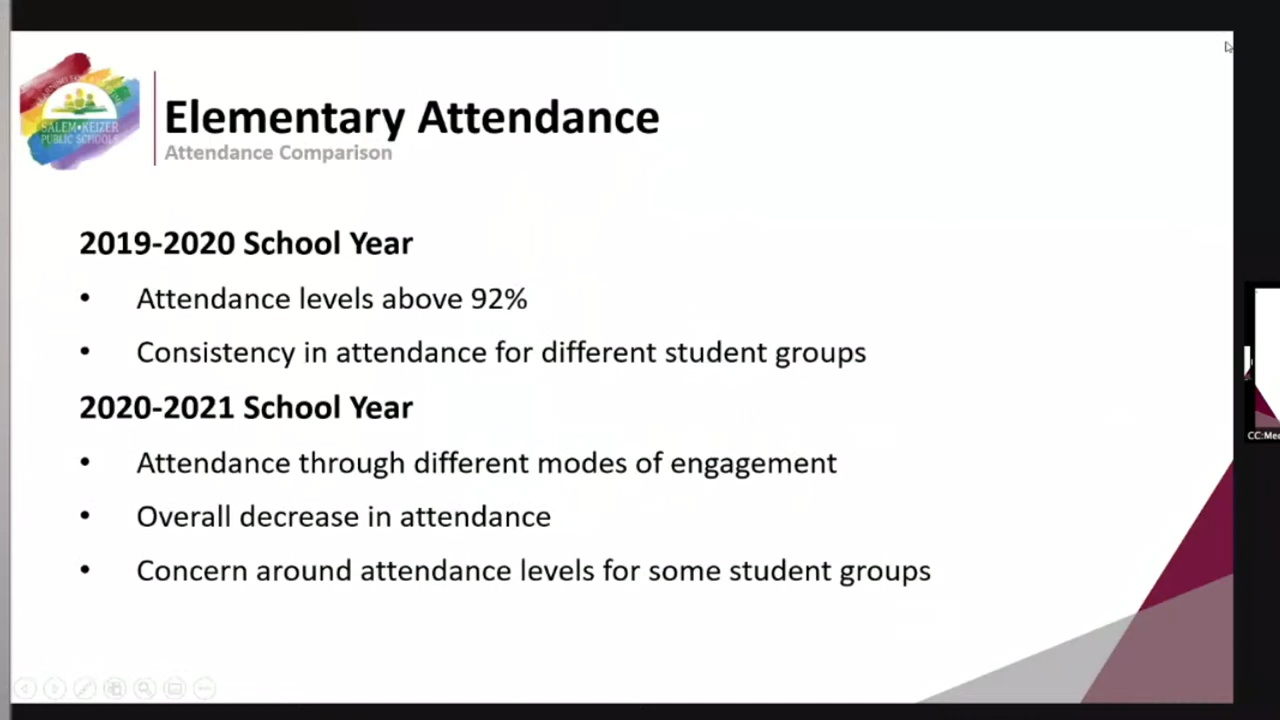 SALEM•KEIZER
PUBLIC SCHOOLS
Elementary Attendance
Attendance Comparison
2019-2020 School Year
• Attendance levels above 92%
• Consistency in attendance for different student groups
2020-2021 School Year
• Attendance through different modes of engagement
• Overall decrease in attendance
• Concern around attendance levels for some student groups